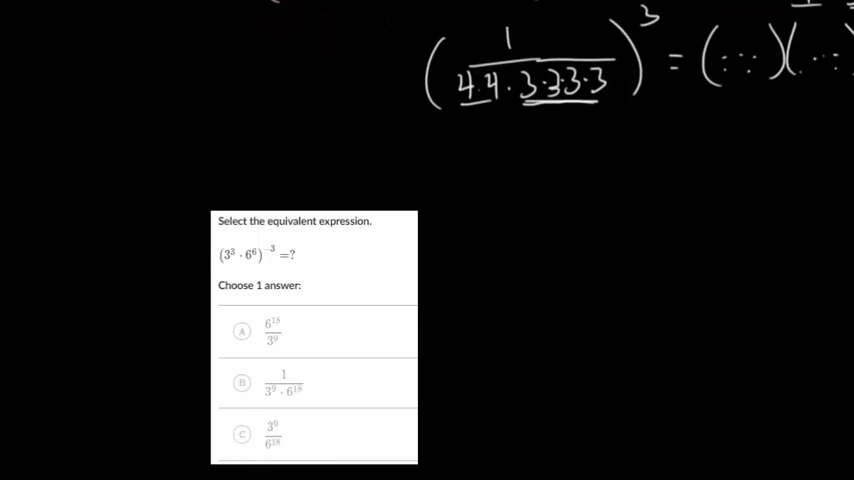 ( 1 / 4·4·3·3·3·3 )³ = (···)(···
Select the equivalent expression.
(3³ · 6⁶)⁻³ =?
Choose 1 answer:
A 6¹⁸ / 3⁹
B 1 / 3⁹ · 6¹⁸
C 3⁹ / 6¹⁸